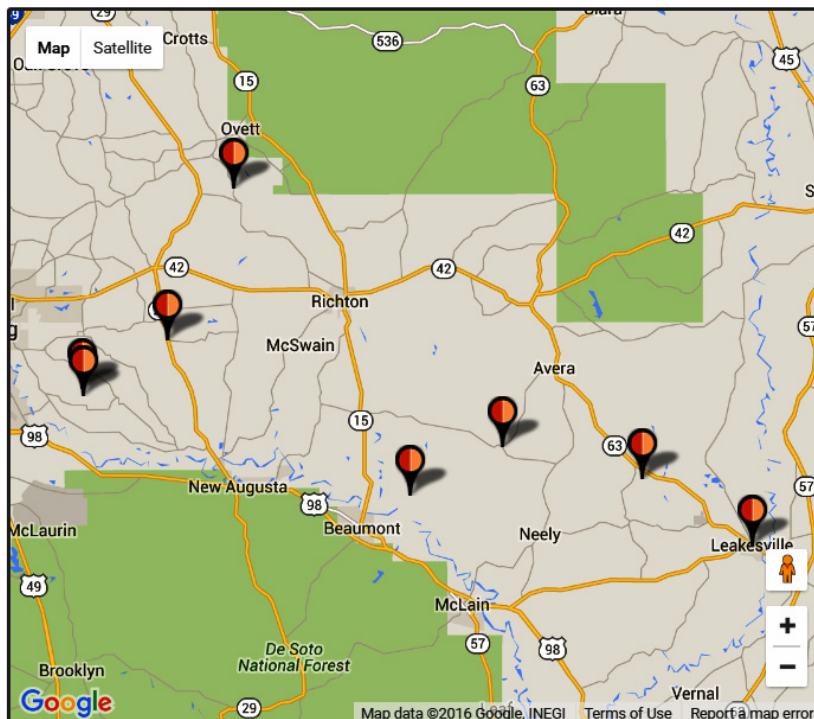 29
Crotts
536
Map Satellite
15
63
45
Ovett
42
42
42
Richton
McSwain
57
Avera
15
98
63
57
New Augusta
98
Beaumont
Neely
Leakesville
McLaurin
49
McLain
57
98
De Soto
National Forest
Brooklyn
29
Vernal
Google
Map data ©2016 Google, INEGI Terms of Use Report a map error